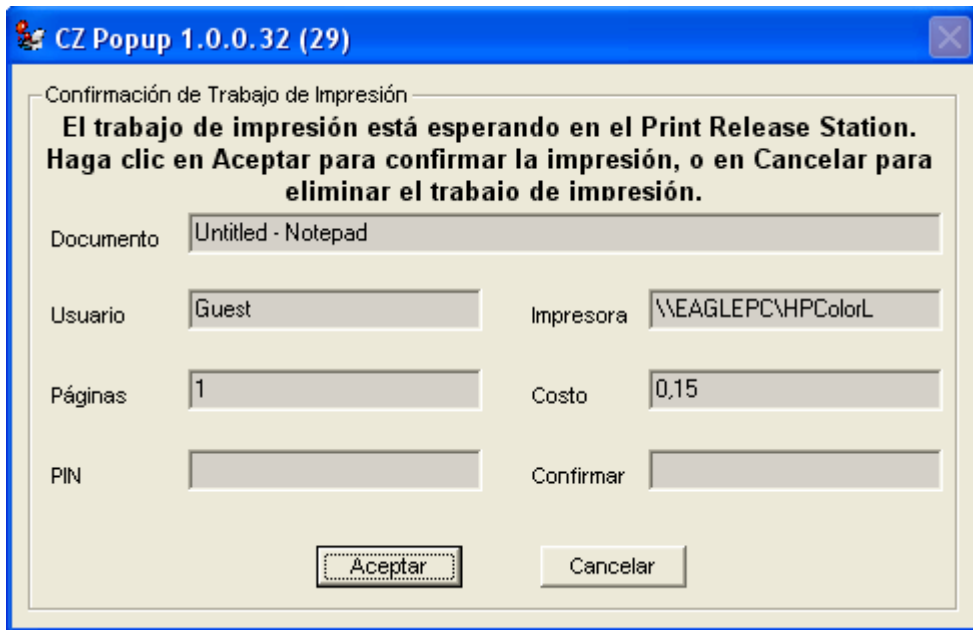 CZ Popup 1.0.0.32 (29)
Confirmación de Trabajo de Impresión
El trabajo de impresión está esperando en el Print Release Station.
Haga clic en Aceptar para confirmar la impresión, o en Cancelar para
eliminar el trabajo de impresión.
Documento Untitled - Notepad
Usuario Guest Impresora \\EAGLEPC\HPColorL
Páginas 1 Costo 0,15
PIN Confirmar
Aceptar Cancelar